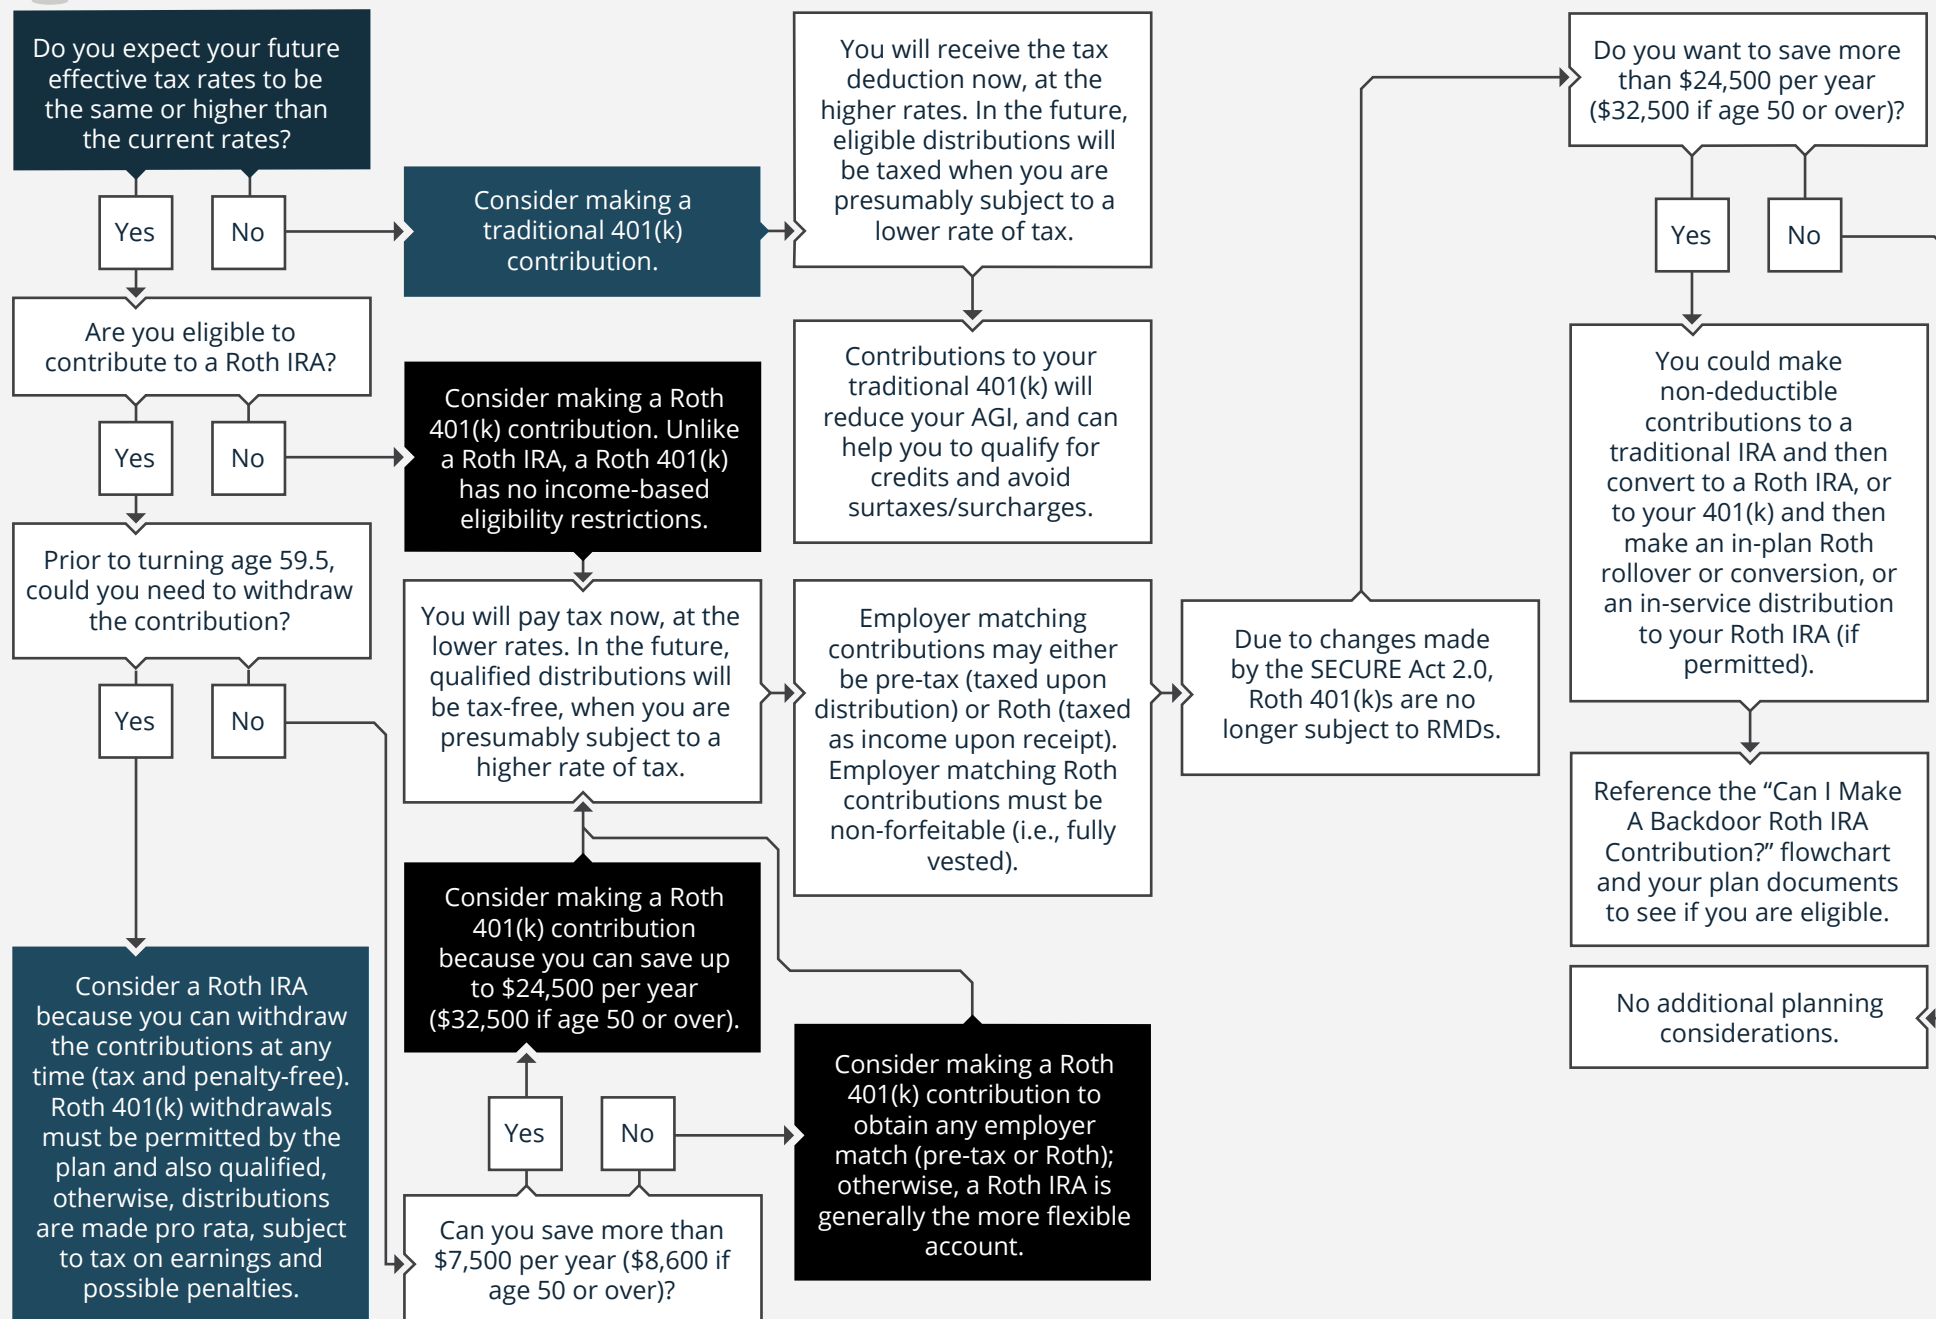 Do you expect your future
effective tax rates to be
the same or higher than
the current rates?
Yes
No
Consider making a
traditional 401(k)
contribution.
You will receive the tax
deduction now, at the
higher rates. In the future,
eligible distributions will
be taxed when you are
presumably subject to a
lower rate of tax.
Contributions to your
traditional 401(k) will
reduce your AGI, and can
help you to qualify for
credits and avoid
surtaxes/surcharges.
Are you eligible to
contribute to a Roth IRA?
Yes
No
Consider making a Roth
401(k) contribution. Unlike
a Roth IRA, a Roth 401(k)
has no income-based
eligibility restrictions.
Prior to turning age 59.5,
could you need to withdraw
the contribution?
Yes
No
Consider a Roth IRA
because you can withdraw
the contributions at any
time (tax and penalty-free).
Roth 401(k) withdrawals
must be permitted by the
plan and also qualified,
otherwise, distributions
are made pro rata, subject
to tax on earnings and
possible penalties.
Can you save more than
$7,500 per year ($8,600 if
age 50 or over)?
Yes
No
Consider making a Roth
401(k) contribution
because you can save up
to $24,500 per year
($32,500 if age 50 or over).
Consider making a Roth
401(k) contribution to
obtain any employer
match (pre-tax or Roth);
otherwise, a Roth IRA is
generally the more flexible
account.
You will pay tax now, at the
lower rates. In the future,
qualified distributions will
be tax-free, when you are
presumably subject to a
higher rate of tax.
Employer matching
contributions may either
be pre-tax (taxed upon
distribution) or Roth (taxed
as income upon receipt).
Employer matching Roth
contributions must be
non-forfeitable (i.e., fully
vested).
Due to changes made
by the SECURE Act 2.0,
Roth 401(k)s are no
longer subject to RMDs.
Do you want to save more
than $24,500 per year
($32,500 if age 50 or over)?
Yes
No
You could make
non-deductible
contributions to a
traditional IRA and then
convert to a Roth IRA, or
to your 401(k) and then
make an in-plan Roth
rollover or conversion, or
an in-service distribution
to your Roth IRA (if
permitted).
Reference the “Can I Make
A Backdoor Roth IRA
Contribution?” flowchart
and your plan documents
to see if you are eligible.
No additional planning
considerations.